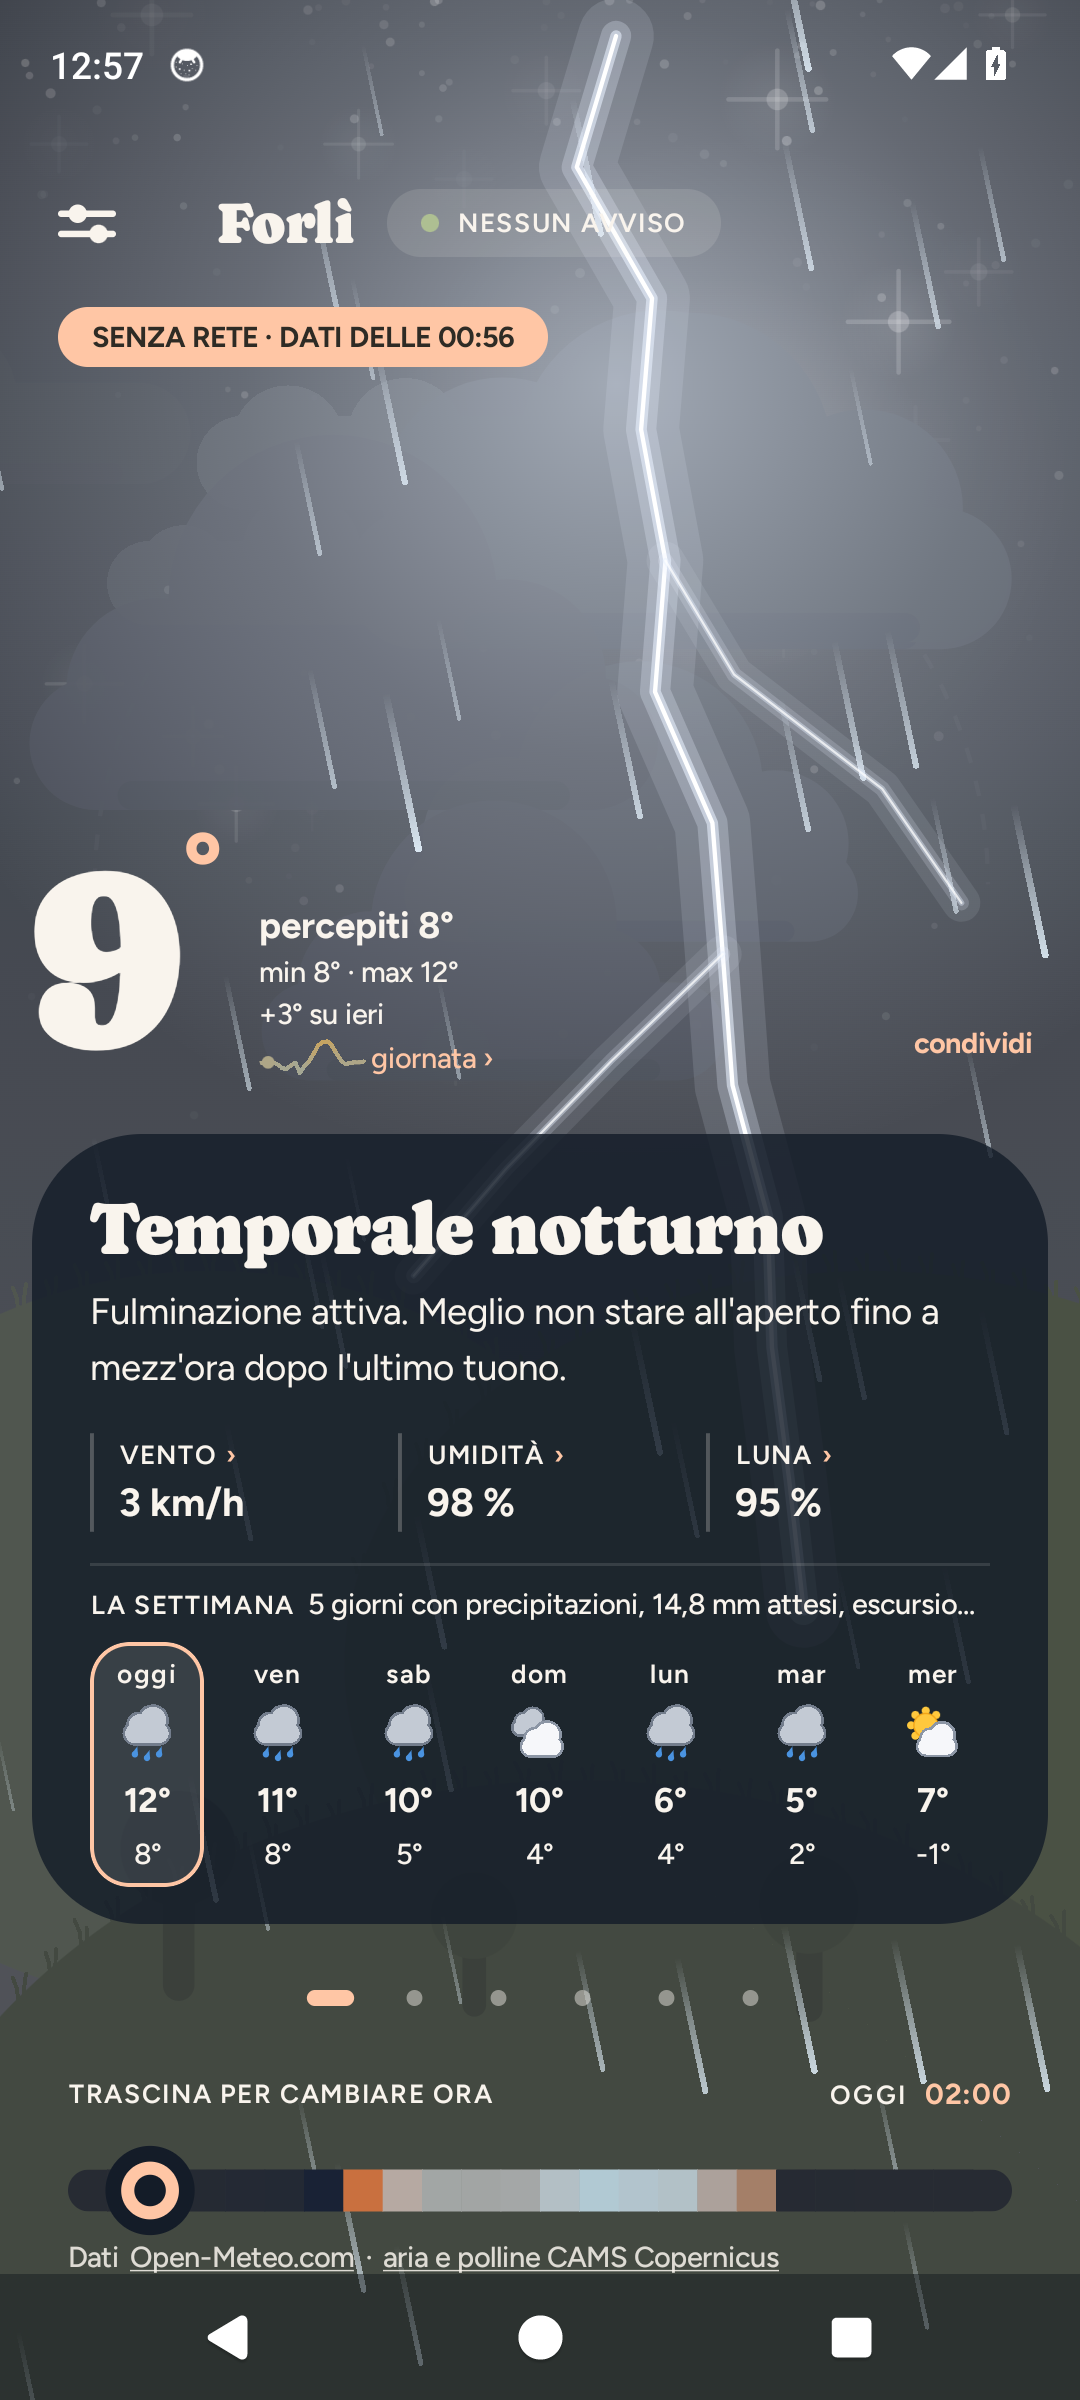 12:57
Forlì
NESSUN AVVISO
SENZA RETE · DATI DELLE 00:56
9°
percepiti 8°
min 8° · max 12°
+3° su ieri
giornata ›
condividi
Temporale notturno
Fulminazione attiva. Meglio non stare all'aperto fino a
mezz'ora dopo l'ultimo tuono.
VENTO › UMIDITÀ › LUNA ›
3 km/h 98 % 95 %
LA SETTIMANA 5 giorni con precipitazioni, 14,8 mm attesi, escursio...
oggi ven sab dom lun mar mer
12° 11° 10° 10° 6° 5° 7°
8° 8° 5° 4° 4° 2° -1°
TRASCINA PER CAMBIARE ORA OGGI 02:00
Dati Open-Meteo.com · aria e polline CAMS Copernicus